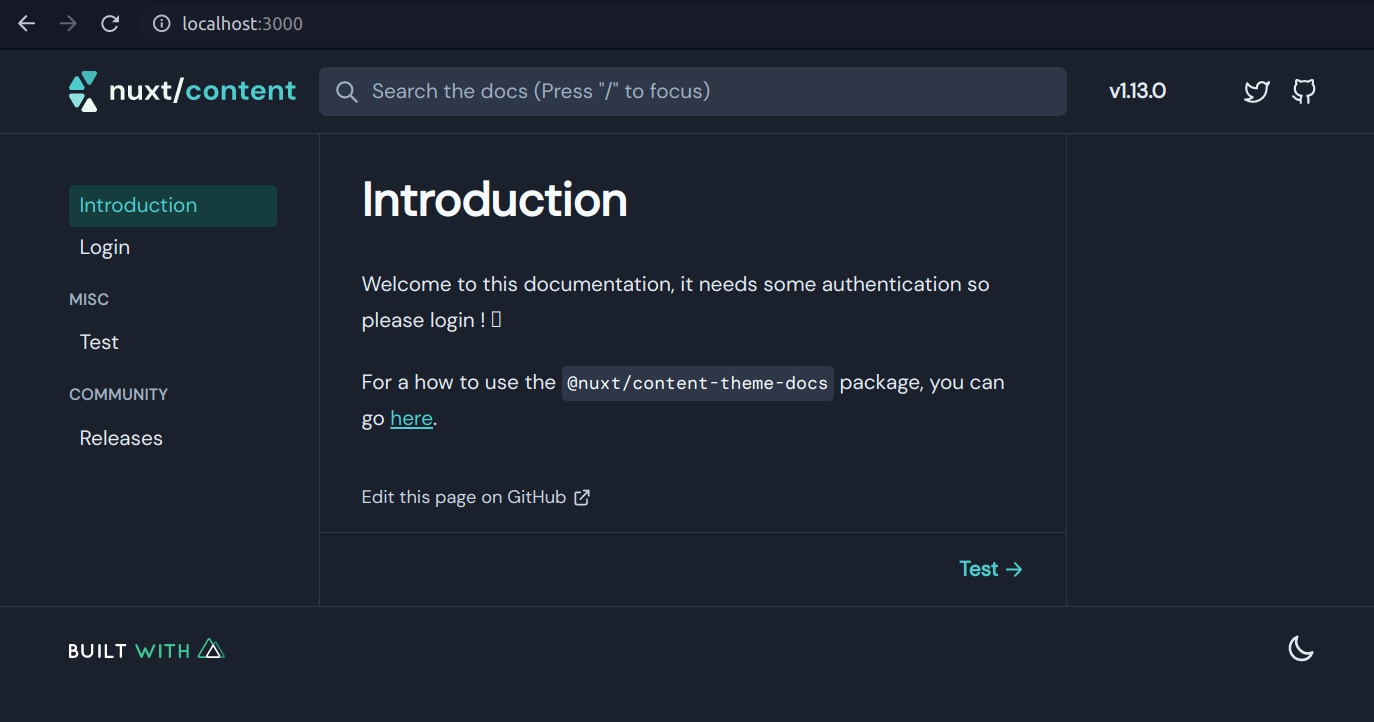 localhost:3000
nuxt/content
Search the docs (Press "/" to focus)
v1.13.0
Introduction
Login
MISC
Test
COMMUNITY
Releases
Introduction
Welcome to this documentation, it needs some authentication so
please login ! ▯
For a how to use the @nuxt/content-theme-docs package, you can
go here.
Edit this page on GitHub
Test →
BUILT WITH